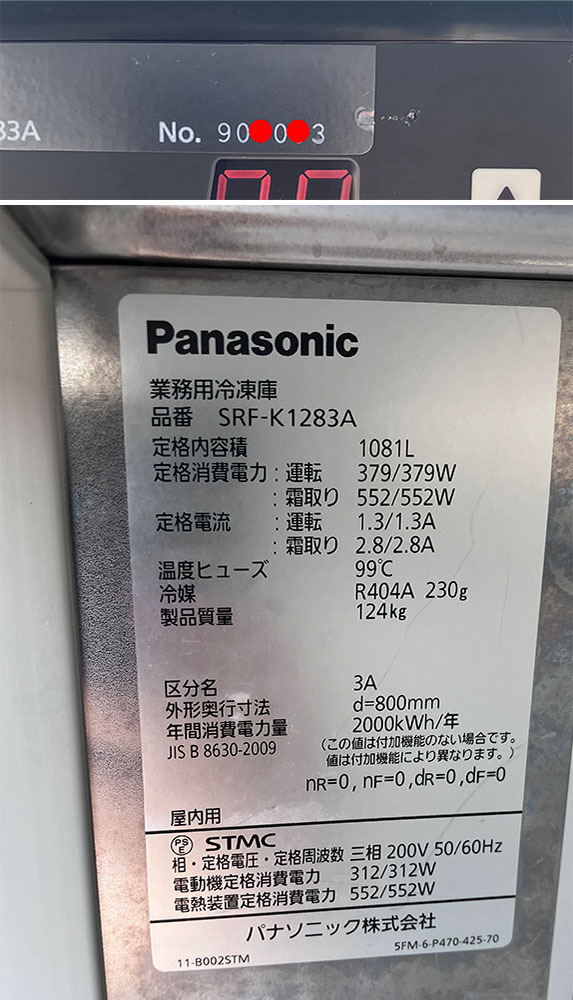 83A No. 90 0 3
Panasonic
業務用冷凍庫
品番 SRF-K1283A
定格内容積 1081L
定格消費電力 : 運転 379/379W
: 霜取り 552/552W
定格電流 : 運転 1.3/1.3A
: 霜取り 2.8/2.8A
温度ヒューズ 99℃
冷媒 R404A 230g
製品質量 124kg
区分名 3A
外形奥行寸法 d=800mm
年間消費電力量 2000kWh/年
JIS B 8630-2009 (この値は付加機能のない場合です。
値は付加機能により異なります。)
nR=0, nF=0,dR=0,dF=0
屋内用
PSE STMC
相・定格電圧・定格周波数 三相 200V 50/60Hz
電動機定格消費電力 312/312W
電熱装置定格消費電力 552/552W
パナソニック株式会社
11-B002STM 5FM-6-P470-425-70